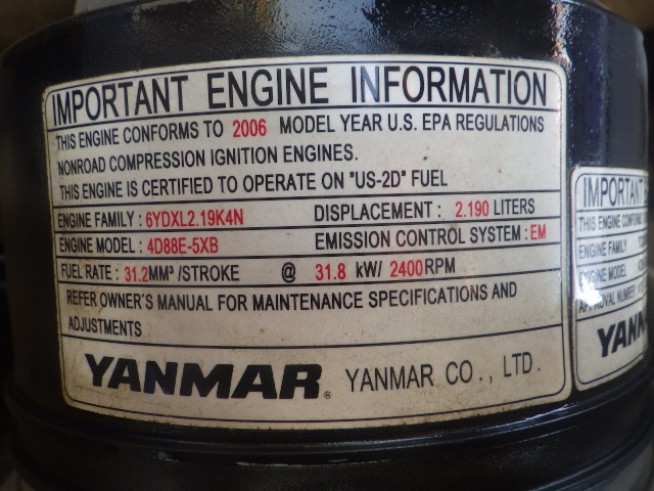 IMPORTANT ENGINE INFORMATION
THIS ENGINE CONFORMS TO 2006 MODEL YEAR U.S. EPA REGULATIONS
NONROAD COMPRESSION IGNITION ENGINES.
THIS ENGINE IS CERTIFIED TO OPERATE ON "US-2D" FUEL
ENGINE FAMILY : 6YDXL2.19K4N DISPLACEMENT : 2.190 LITERS
ENGINE MODEL : 4D88E-5XB EMISSION CONTROL SYSTEM : EM
FUEL RATE : 31.2MM³ /STROKE @ 31.8 kW/ 2400RPM
REFER OWNER'S MANUAL FOR MAINTENANCE SPECIFICATIONS AND
ADJUSTMENTS
YANMAR® YANMAR CO., LTD.
IMPORTANT
THIS ENGINE CONFORMS
ENGINE FAMILY
ENGINE MODEL
APPROVAL NUMBER